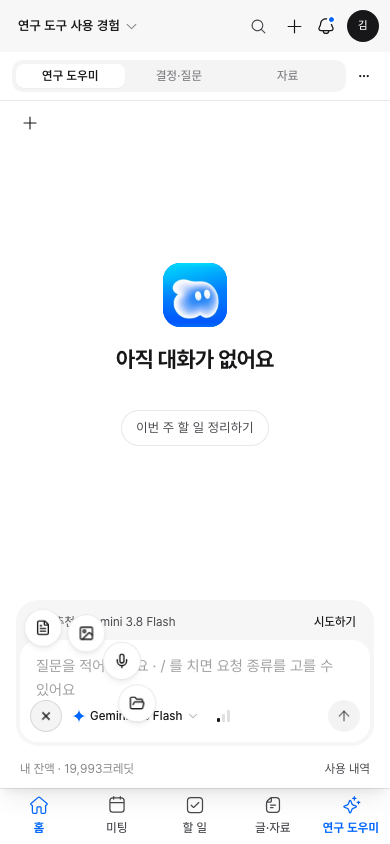 연구 도구 사용 경험
김
연구 도우미
결정·질문
자료
아직 대화가 없어요
이번 주 할 일 정리하기
3.8 Flash
시도하기
질문을 · / 를 치면 요청 종류를 고를 수
있어요
Flash
내 잔액 · 19,993크레딧
사용 내역
홈
미팅
할 일
글·자료
연구 도우미